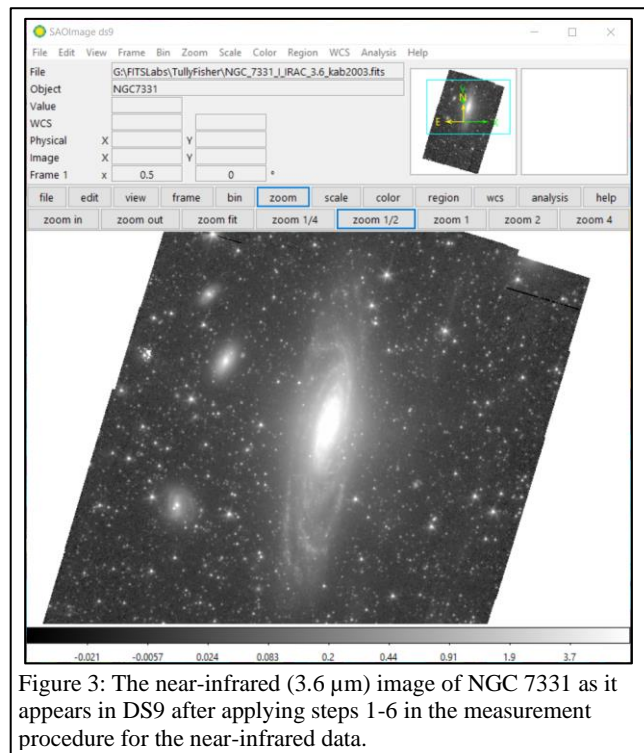 SAOImage ds9
File Edit View Frame Bin Zoom Scale Color Region WCS Analysis Help
File G:\FITSLabs\TullyFisher\NGC_7331_I_IRAC_3.6_kab2003.fits
Object NGC7331
Value
WCS
Physical X Y
Image X Y
Frame 1 x 0.5 0 °
N
E
file edit view frame bin zoom scale color region wcs analysis help
zoom in zoom out zoom fit zoom 1/4 zoom 1/2 zoom 1 zoom 2 zoom 4
-0.021 -0.0057 0.024 0.083 0.2 0.44 0.91 1.9 3.7
Figure 3: The near-infrared (3.6 µm) image of NGC 7331 as it
appears in DS9 after applying steps 1-6 in the measurement
procedure for the near-infrared data.